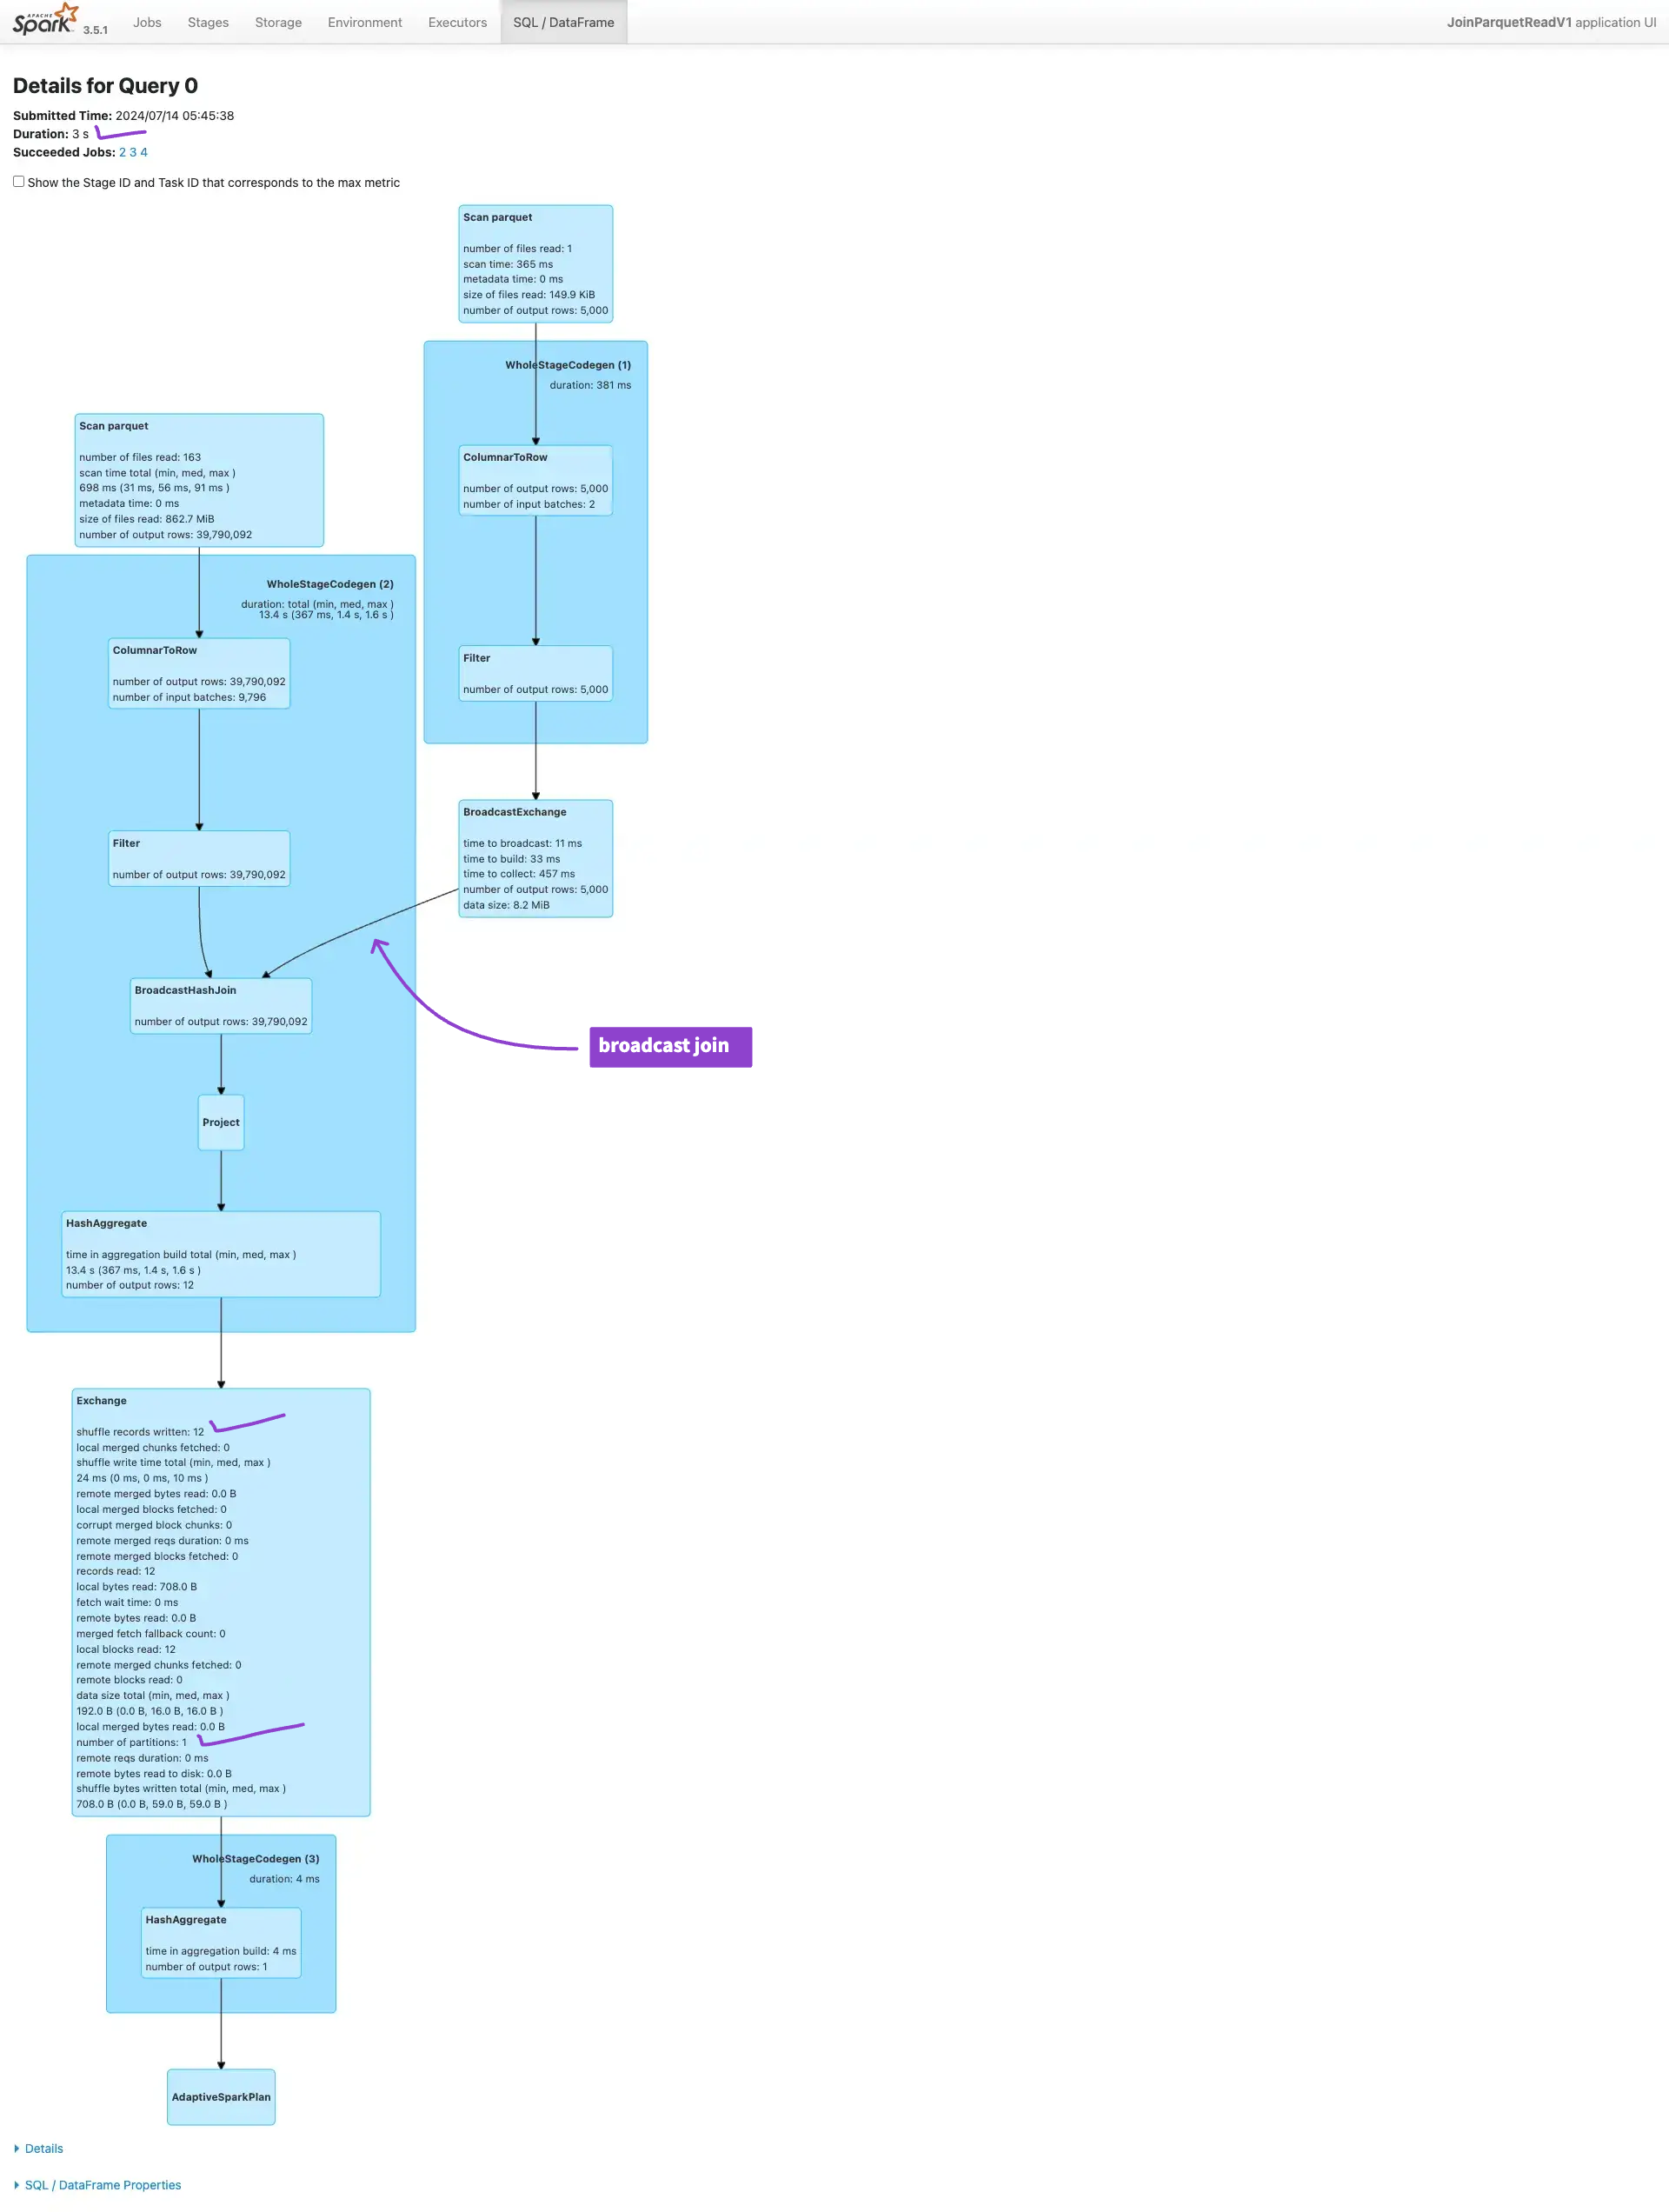 APACHE
Spark 3.5.1 Jobs Stages Storage Environment Executors SQL / DataFrame JoinParquetReadV1 application UI
Details for Query 0
Submitted Time: 2024/07/14 05:45:38
Duration: 3 s
Succeeded Jobs: 2 3 4
Show the Stage ID and Task ID that corresponds to the max metric
Scan parquet
number of files read: 1
scan time: 365 ms
metadata time: 0 ms
size of files read: 149.9 KiB
number of output rows: 5,000
WholeStageCodegen (1)
duration: 381 ms
ColumnarToRow
number of output rows: 5,000
number of input batches: 2
Filter
number of output rows: 5,000
BroadcastExchange
time to broadcast: 11 ms
time to build: 33 ms
time to collect: 457 ms
number of output rows: 5,000
data size: 8.2 MiB
Scan parquet
number of files read: 163
scan time total (min, med, max )
698 ms (31 ms, 56 ms, 91 ms )
metadata time: 0 ms
size of files read: 862.7 MiB
number of output rows: 39,790,092
WholeStageCodegen (2)
duration: total (min, med, max )
13.4 s (367 ms, 1.4 s, 1.6 s )
ColumnarToRow
number of output rows: 39,790,092
number of input batches: 9,796
Filter
number of output rows: 39,790,092
BroadcastHashJoin
number of output rows: 39,790,092
broadcast join
Project
HashAggregate
time in aggregation build total (min, med, max )
13.4 s (367 ms, 1.4 s, 1.6 s )
number of output rows: 12
Exchange
shuffle records written: 12
local merged chunks fetched: 0
shuffle write time total (min, med, max )
24 ms (0 ms, 0 ms, 10 ms )
remote merged bytes read: 0.0 B
local merged blocks fetched: 0
corrupt merged block chunks: 0
remote merged reqs duration: 0 ms
remote merged blocks fetched: 0
records read: 12
local bytes read: 708.0 B
fetch wait time: 0 ms
remote bytes read: 0.0 B
merged fetch fallback count: 0
local blocks read: 12
remote merged chunks fetched: 0
remote blocks read: 0
data size total (min, med, max )
192.0 B (0.0 B, 16.0 B, 16.0 B )
local merged bytes read: 0.0 B
number of partitions: 1
remote reqs duration: 0 ms
remote bytes read to disk: 0.0 B
shuffle bytes written total (min, med, max )
708.0 B (0.0 B, 59.0 B, 59.0 B )
WholeStageCodegen (3)
duration: 4 ms
HashAggregate
time in aggregation build: 4 ms
number of output rows: 1
AdaptiveSparkPlan
Details
SQL / DataFrame Properties